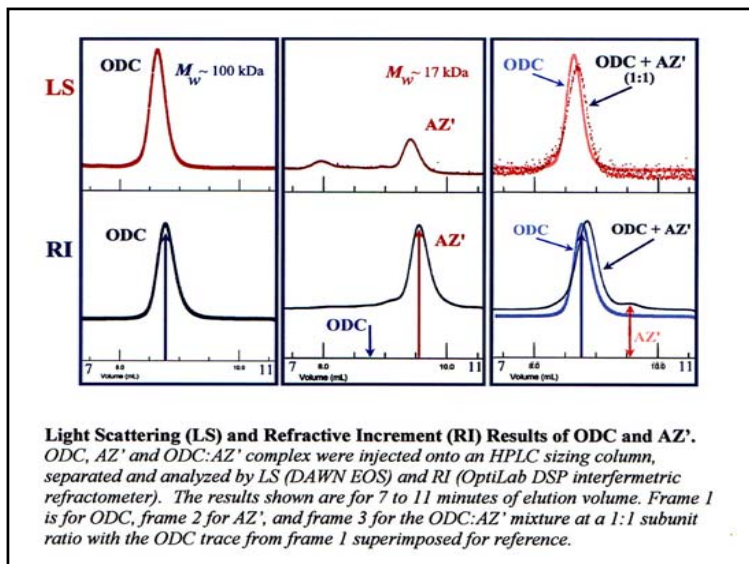 LS
ODC
Mw ~ 100 kDa
Mw ~ 17 kDa
AZ'
ODC
ODC + AZ'
(1:1)
RI
ODC
AZ'
ODC
ODC
ODC + AZ'
AZ'
7 8.0 10.0 11
Volume (mL)
7 8.0 10.0 11
Volume (mL)
7 8.0 10.0 11
Volume (mL)
Light Scattering (LS) and Refractive Increment (RI) Results of ODC and AZ’.
ODC, AZ’ and ODC:AZ’ complex were injected onto an HPLC sizing column,
separated and analyzed by LS (DAWN EOS) and RI (OptiLab DSP interfermetric
refractometer). The results shown are for 7 to 11 minutes of elution volume. Frame 1
is for ODC, frame 2 for AZ’, and frame 3 for the ODC:AZ’ mixture at a 1:1 subunit
ratio with the ODC trace from frame 1 superimposed for reference.